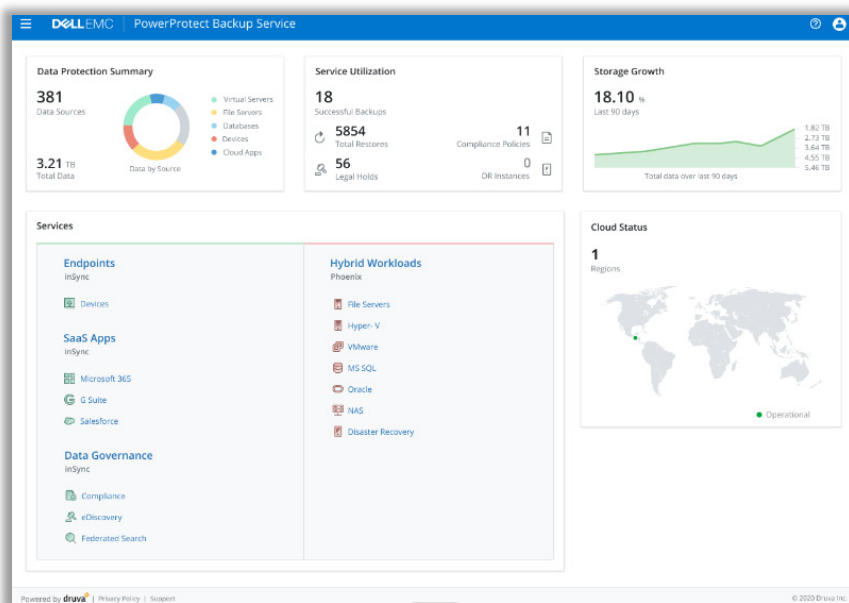 DELLEMC PowerProtect Backup Service
Data Protection Summary
381
Data Sources
3.21 TB
Total Data
Data by Source
Virtual Servers
File Servers
Databases
Devices
Cloud Apps
Service Utilization
18
Successful Backups
5854
Total Restores
11
Compliance Policies
56
Legal Holds
0
DR Instances
Storage Growth
18.10 %
Last 90 days
1.82 TB
2.73 TB
3.64 TB
4.55 TB
5.46 TB
Total data over last 90 days
Services
Endpoints
inSync
Devices
SaaS Apps
inSync
Microsoft 365
G Suite
Salesforce
Data Governance
inSync
Compliance
eDiscovery
Federated Search
Hybrid Workloads
Phoenix
File Servers
Hyper- V
VMware
MS SQL
Oracle
NAS
Disaster Recovery
Cloud Status
1
Regions
Operational
Powered by druva | Privacy Policy | Support
© 2020 Druva Inc.